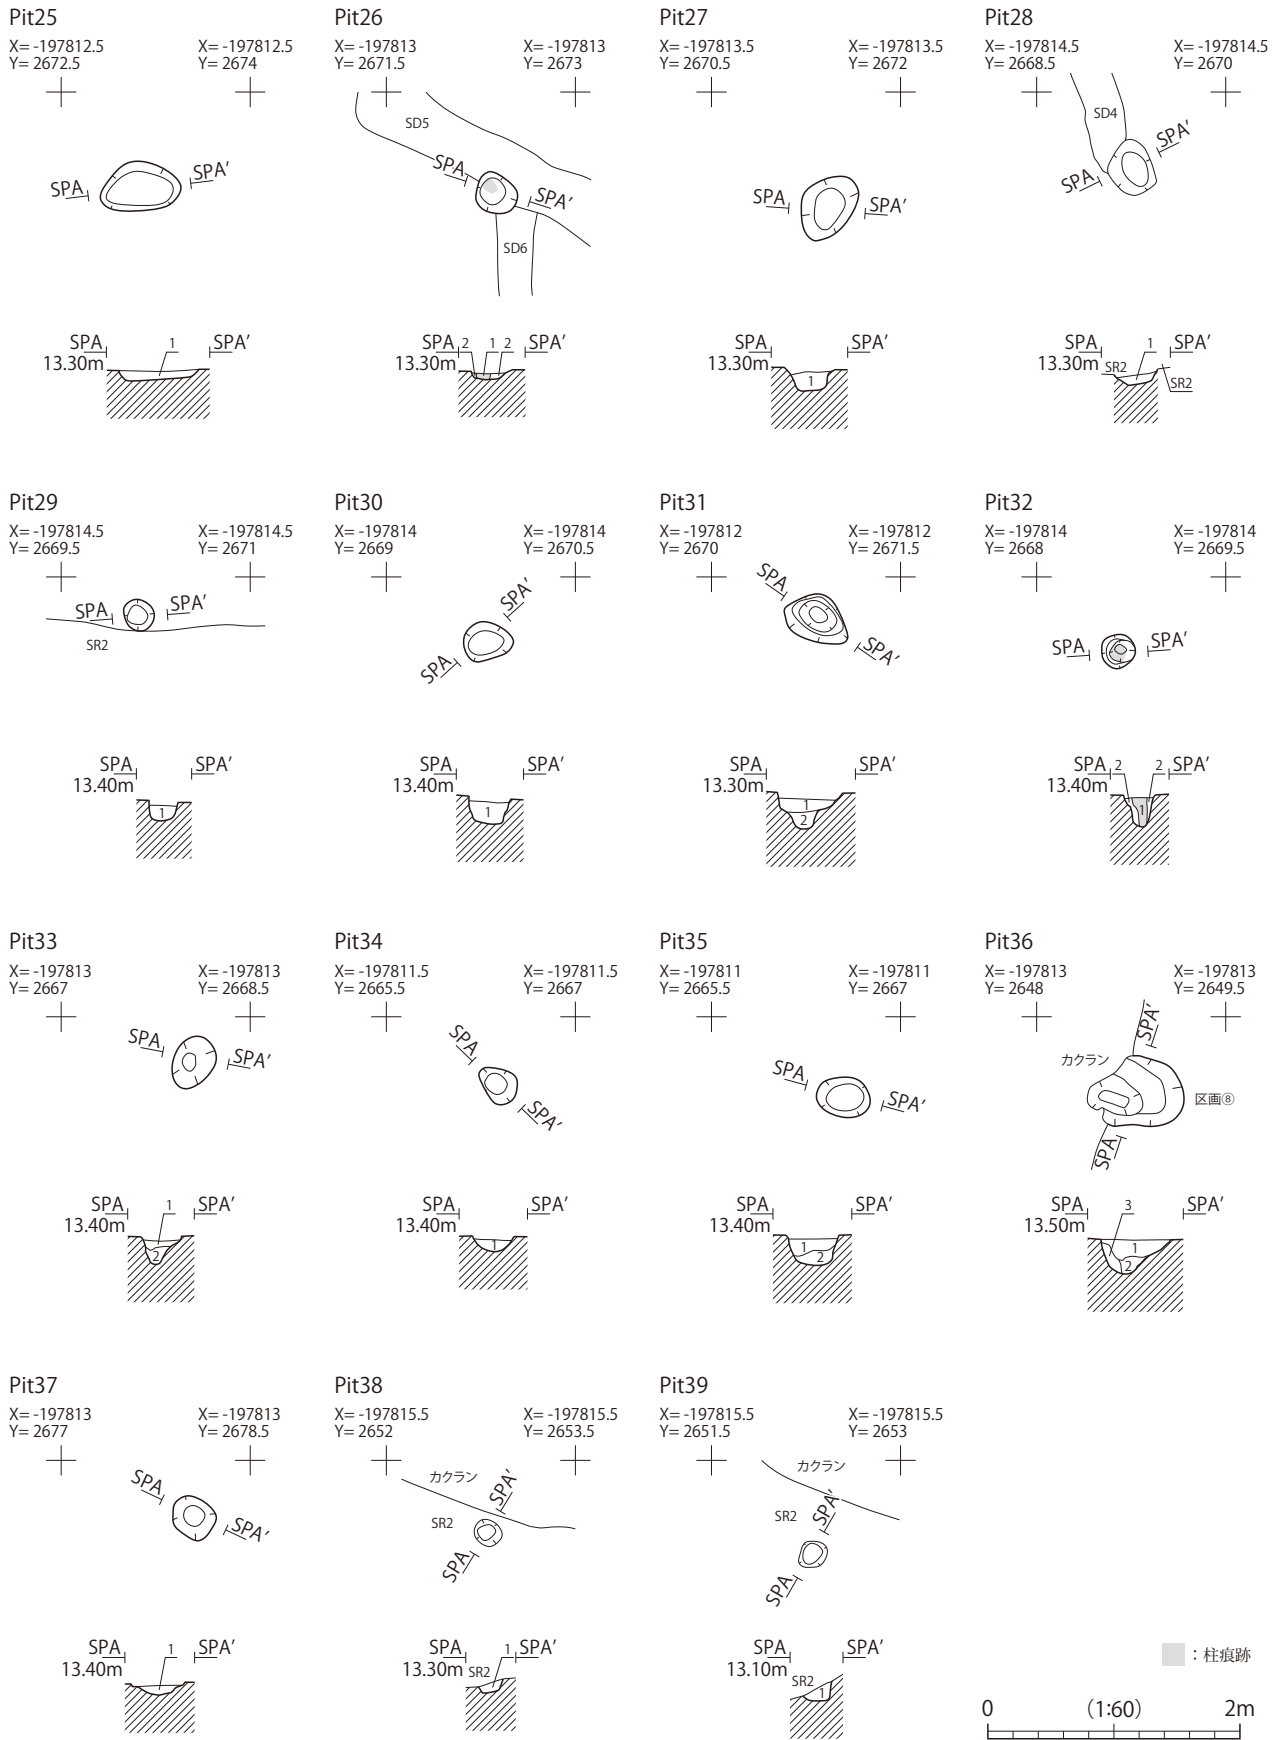 Pit25
X= -197812.5
Y= 2672.5
X= -197812.5
Y= 2674
SPA
SPA′
SPA
13.30m
1
SPA′
Pit26
X= -197813
Y= 2671.5
X= -197813
Y= 2673
SD5
SPA
SPA′
SD6
SPA
13.30m
2
1
2
SPA′
Pit27
X= -197813.5
Y= 2670.5
X= -197813.5
Y= 2672
SPA
SPA′
SPA
13.30m
SPA′
1
Pit28
X= -197814.5
Y= 2668.5
X= -197814.5
Y= 2670
SD4
SPA′
SPA
SPA
13.30m
SR2
1
SPA′
SR2
Pit29
X= -197814.5
Y= 2669.5
X= -197814.5
Y= 2671
SPA
SPA′
SR2
SPA
13.40m
SPA′
1
Pit30
X= -197814
Y= 2669
X= -197814
Y= 2670.5
SPA′
SPA
SPA
13.40m
SPA′
1
Pit31
X= -197812
Y= 2670
X= -197812
Y= 2671.5
SPA
SPA′
SPA
13.30m
SPA′
1
2
Pit32
X= -197814
Y= 2668
X= -197814
Y= 2669.5
SPA
SPA′
SPA
13.40m
2
2
SPA′
1
Pit33
X= -197813
Y= 2667
X= -197813
Y= 2668.5
SPA
SPA′
SPA
13.40m
1
SPA′
2
Pit34
X= -197811.5
Y= 2665.5
X= -197811.5
Y= 2667
SPA
SPA′
SPA
13.40m
SPA′
1
Pit35
X= -197811
Y= 2665.5
X= -197811
Y= 2667
SPA
SPA′
SPA
13.40m
SPA′
1
2
Pit36
X= -197813
Y= 2648
X= -197813
Y= 2649.5
SPA′
カクラン
区画⑧
SPA
SPA
13.50m
3
SPA′
1
2
Pit37
X= -197813
Y= 2677
X= -197813
Y= 2678.5
SPA
SPA′
SPA
13.40m
1
SPA′
Pit38
X= -197815.5
Y= 2652
X= -197815.5
Y= 2653.5
カクラン
SPA′
SR2
SPA
SPA
13.30m
SR2
1
SPA′
Pit39
X= -197815.5
Y= 2651.5
X= -197815.5
Y= 2653
カクラン
SR2
SPA′
SPA
SPA
13.10m
SR2
SPA′
1
：柱痕跡
0
(1:60)
2m